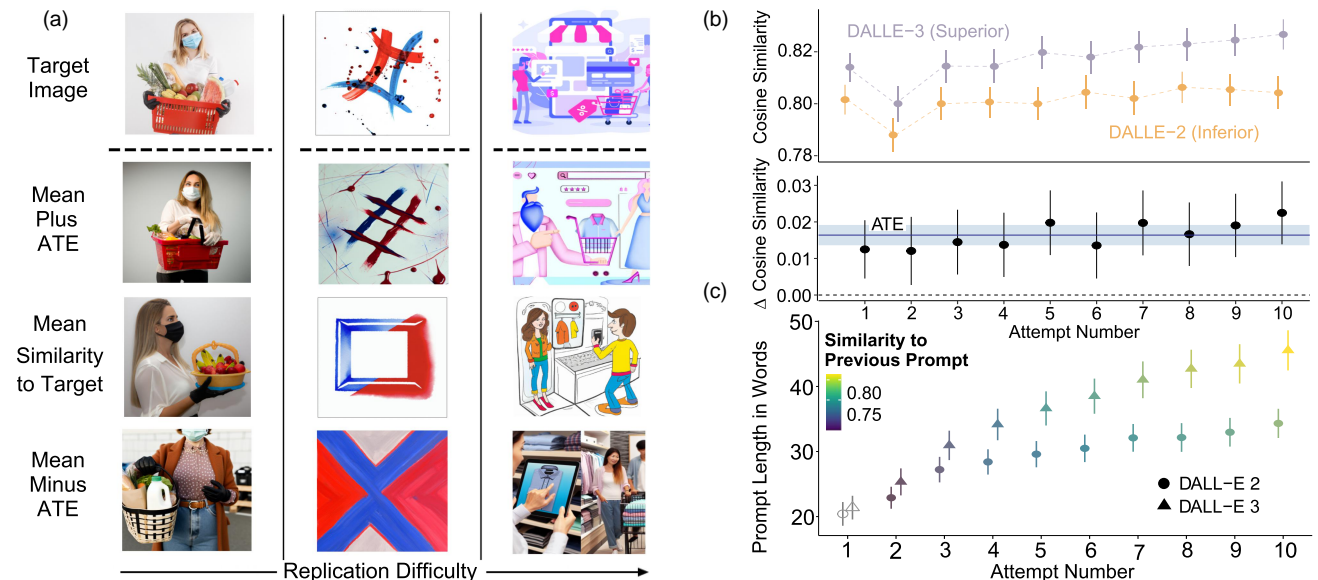 (a)
Target
Image
Mean
Plus
ATE
Mean
Similarity
to Target
Mean
Minus
ATE
Replication Difficulty
(b)
Cosine Similarity
0.82
0.80
0.78
DALLE−3 (Superior)
DALLE−2 (Inferior)
Δ Cosine Similarity
0.03
0.02
0.01
0.00
ATE
1 2 3 4 5 6 7 8 9 10
Attempt Number
(c)
Prompt Length in Words
50
40
30
20
Similarity to
Previous Prompt
0.80
0.75
DALL−E 2
DALL−E 3
1 2 3 4 5 6 7 8 9 10
Attempt Number